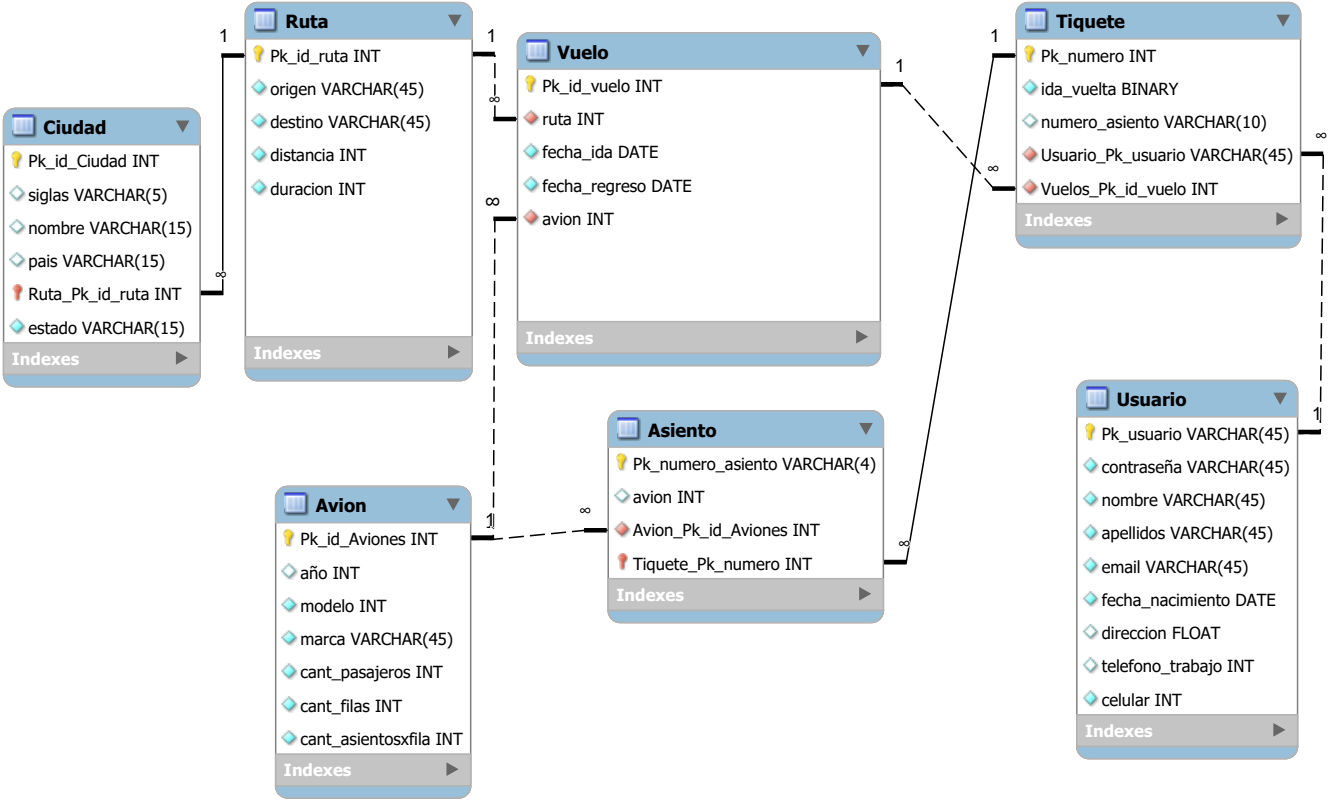 Ciudad
Pk_id_Ciudad INT
siglas VARCHAR(5)
nombre VARCHAR(15)
pais VARCHAR(15)
Ruta_Pk_id_ruta INT
estado VARCHAR(15)
Indexes
1
∞
Ruta
Pk_id_ruta INT
origen VARCHAR(45)
destino VARCHAR(45)
distancia INT
duracion INT
Indexes
1
∞
∞
Vuelo
Pk_id_vuelo INT
ruta INT
fecha_ida DATE
fecha_regreso DATE
avion INT
Indexes
1
∞
1
Tiquete
Pk_numero INT
ida_vuelta BINARY
numero_asiento VARCHAR(10)
Usuario_Pk_usuario VARCHAR(45)
Vuelos_Pk_id_vuelo INT
Indexes
∞
1
Avion
Pk_id_Aviones INT
año INT
modelo INT
marca VARCHAR(45)
cant_pasajeros INT
cant_filas INT
cant_asientosxfila INT
Indexes
1
∞
Asiento
Pk_numero_asiento VARCHAR(4)
avion INT
Avion_Pk_id_Aviones INT
Tiquete_Pk_numero INT
Indexes
∞
Usuario
Pk_usuario VARCHAR(45)
contraseña VARCHAR(45)
nombre VARCHAR(45)
apellidos VARCHAR(45)
email VARCHAR(45)
fecha_nacimiento DATE
direccion FLOAT
telefono_trabajo INT
celular INT
Indexes